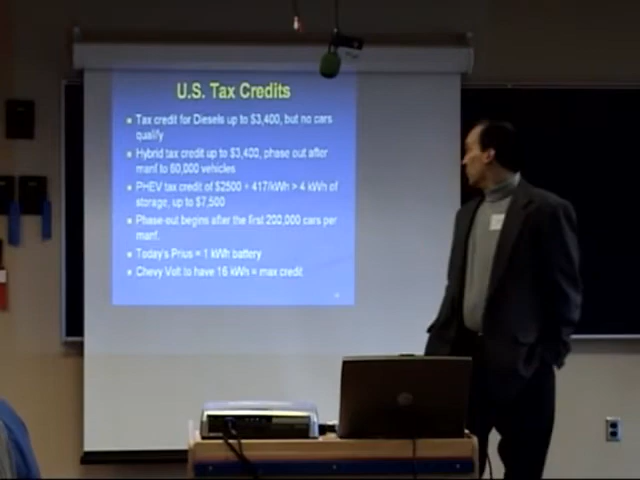 U.S. Tax Credits
Tax credit for Diesels up to $3,400, but no cars
qualify
Hybrid tax credit up to $3,400, phase out after
manf to 60,000 vehicles
PHEV tax credit of $2500 + 417/kWh > 4 kWh of
storage, up to $7,500
Phase-out begins after the first 200,000 cars per
manf.
Today's Prius = 1 kWh battery
Chevy Volt to have 16 kWh = max credit